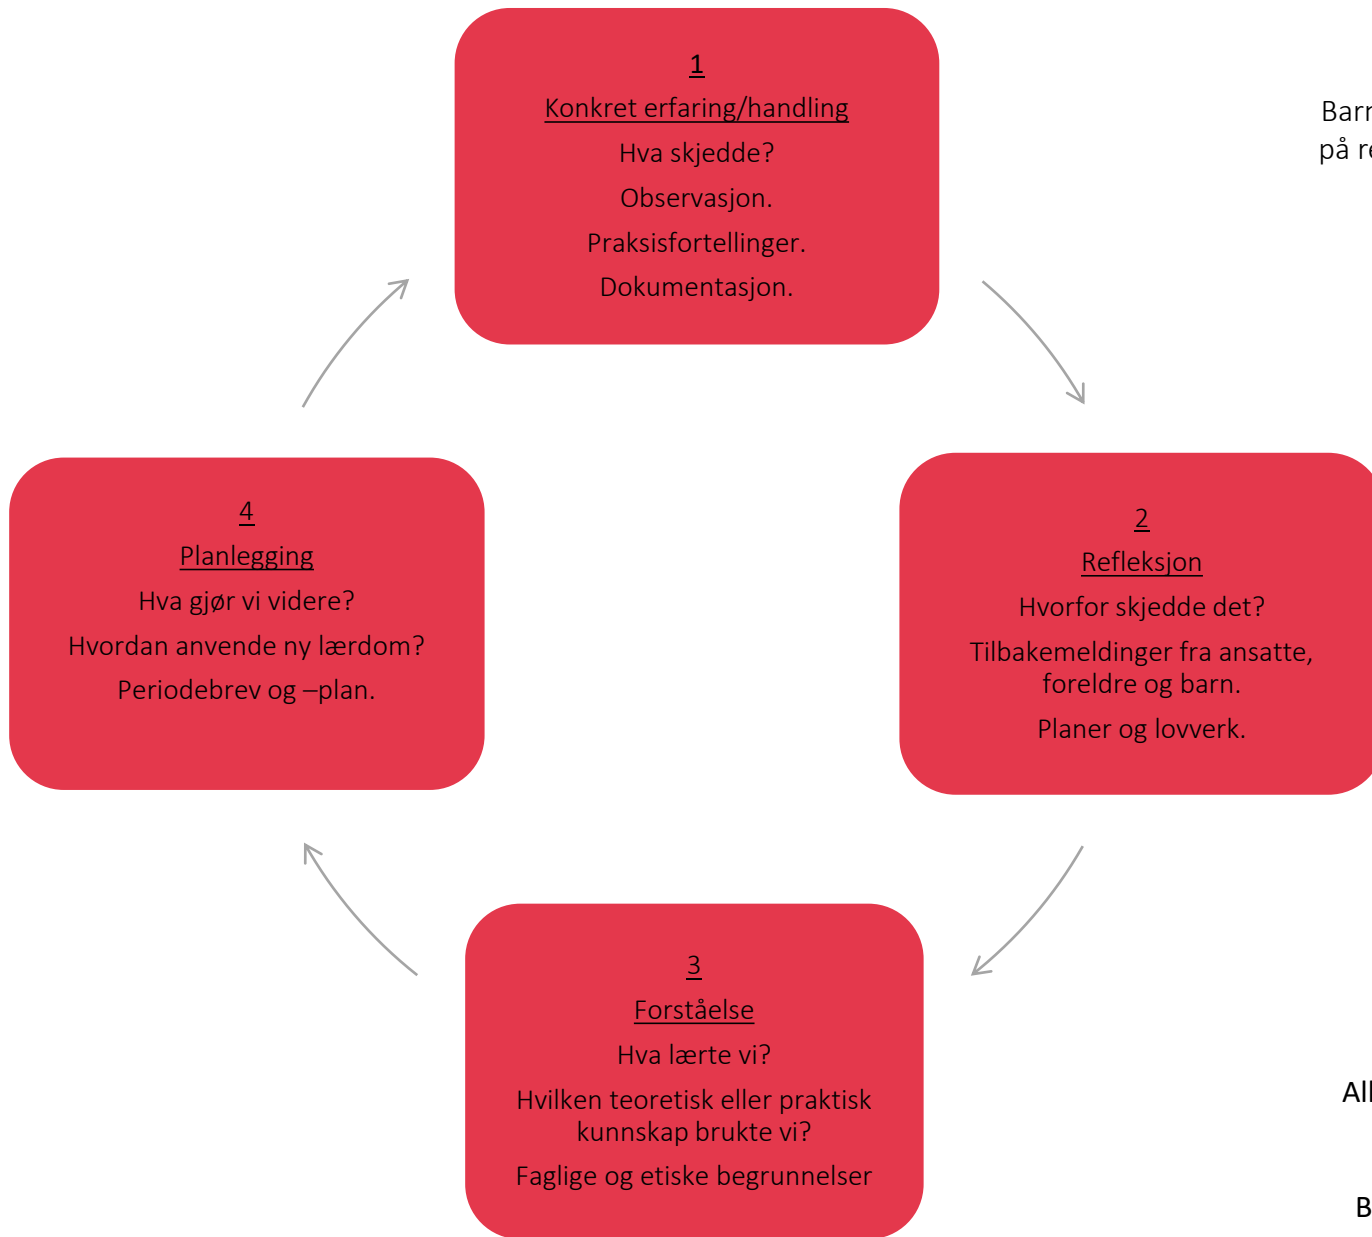 1
Konkret erfaring/handling
Hva skjedde?
Observasjon.
Praksisfortellinger.
Dokumentasjon.
på
4
Planlegging
Hva gjør vi videre?
Hvordan anvende ny lærdom?
Periodebrev og –plan.
2
Refleksjon
Hvorfor skjedde det?
Tilbakemeldinger fra ansatte,
foreldre og barn.
Planer og lovverk.
3
Forståelse
Hva lærte vi?
Hvilken teoretisk eller praktisk
kunnskap brukte vi?
Faglige og etiske begrunnelser